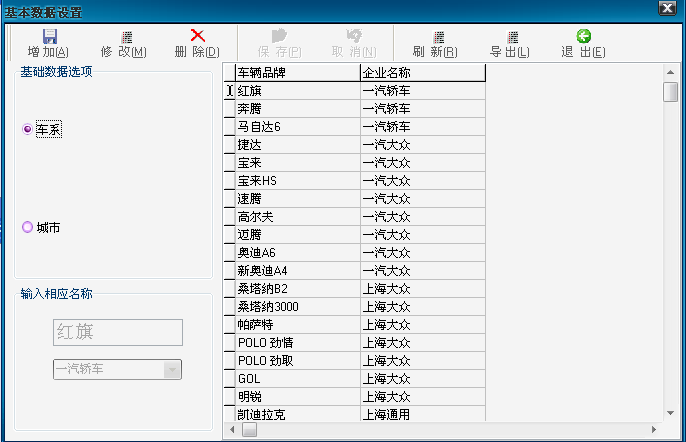 基本数据设置
增 加(A) 修 改(M) 删 除(D) 保 存(P) 取 消(N) 刷 新(R) 导 出(L) 退 出(E)
基础数据选项
车系
城市
输入相应名称
红旗
一汽轿车
车辆品牌 企业名称
红旗 一汽轿车
奔腾 一汽轿车
马自达6 一汽轿车
捷达 一汽大众
宝来 一汽大众
宝来HS 一汽大众
速腾 一汽大众
高尔夫 一汽大众
迈腾 一汽大众
奥迪A6 一汽大众
新奥迪A4 一汽大众
桑塔纳B2 上海大众
桑塔纳3000 上海大众
帕萨特 上海大众
POLO 劲情 上海大众
POLO 劲取 上海大众
GOL 上海大众
明锐 上海大众
凯迪拉克 上海通用